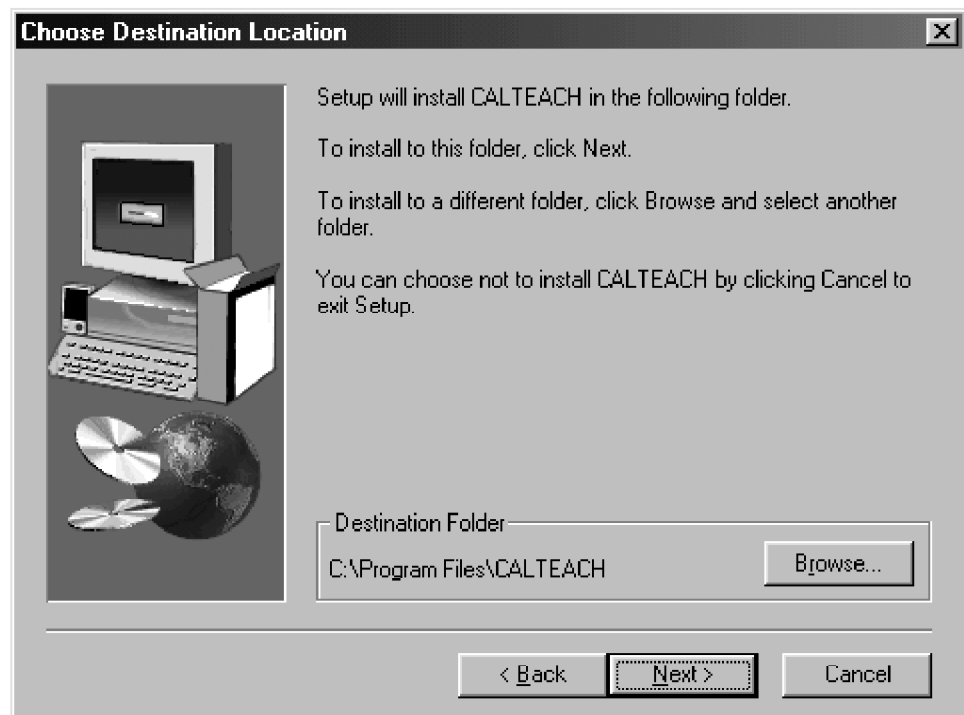 Choose Destination Location
Setup will install CALTEACH in the following folder.
To install to this folder, click Next.
To install to a different folder, click Browse and select another
folder.
You can choose not to install CALTEACH by clicking Cancel to
exit Setup.
Destination Folder
C:\Program Files\CALTEACH
Browse...
< Back
Next >
Cancel